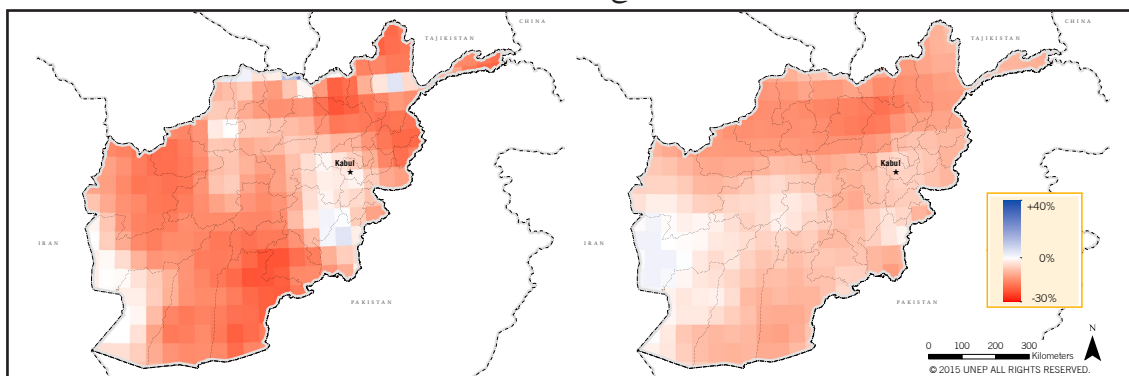 CHINA
TAJIKISTAN
Kabul
IRAN
PAKISTAN
CHINA
TAJIKISTAN
Kabul
IRAN
PAKISTAN
+40%
0%
-30%
N
0 100 200 300
Kilometers
© 2015 UNEP ALL RIGHTS RESERVED.